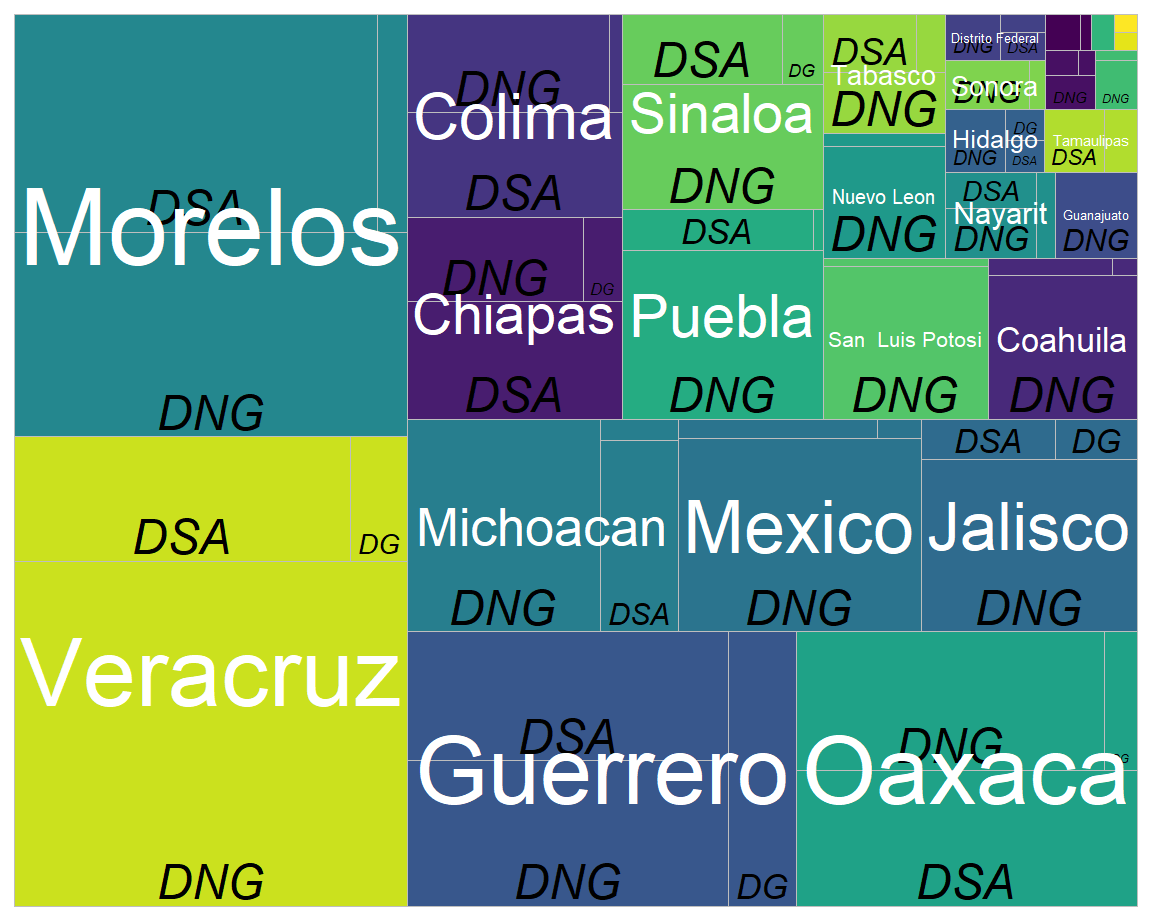 DSA
Morelos
DNG
DSA
DG
Veracruz
DNG
DNG
Colima
DSA
DNG
DG
Chiapas
DSA
DSA
DG
Sinaloa
DNG
DSA
Puebla
DNG
DSA
Tabasco
DNG
Nuevo Leon
DNG
San Luis Potosi
DNG
Coahuila
DNG
Distrito Federal
DNG
DSA
Sonora
DNG
Hidalgo
DG
DNG
DSA
DSA
Nayarit
DNG
Guanajuato
DNG
Tamaulipas
DSA
DNG
DNG
Michoacan
DNG
DSA
Mexico
DNG
DSA
DG
Jalisco
DNG
DSA
Guerrero
DNG
DG
DNG
DG
Oaxaca
DSA